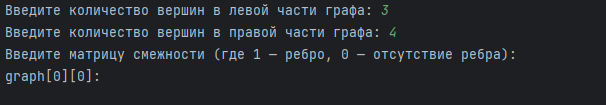 Введите количество вершин в левой части графа: 3
Введите количество вершин в правой части графа: 4
Введите матрицу смежности (где 1 — ребро, 0 — отсутствие ребра):
graph[0][0]: